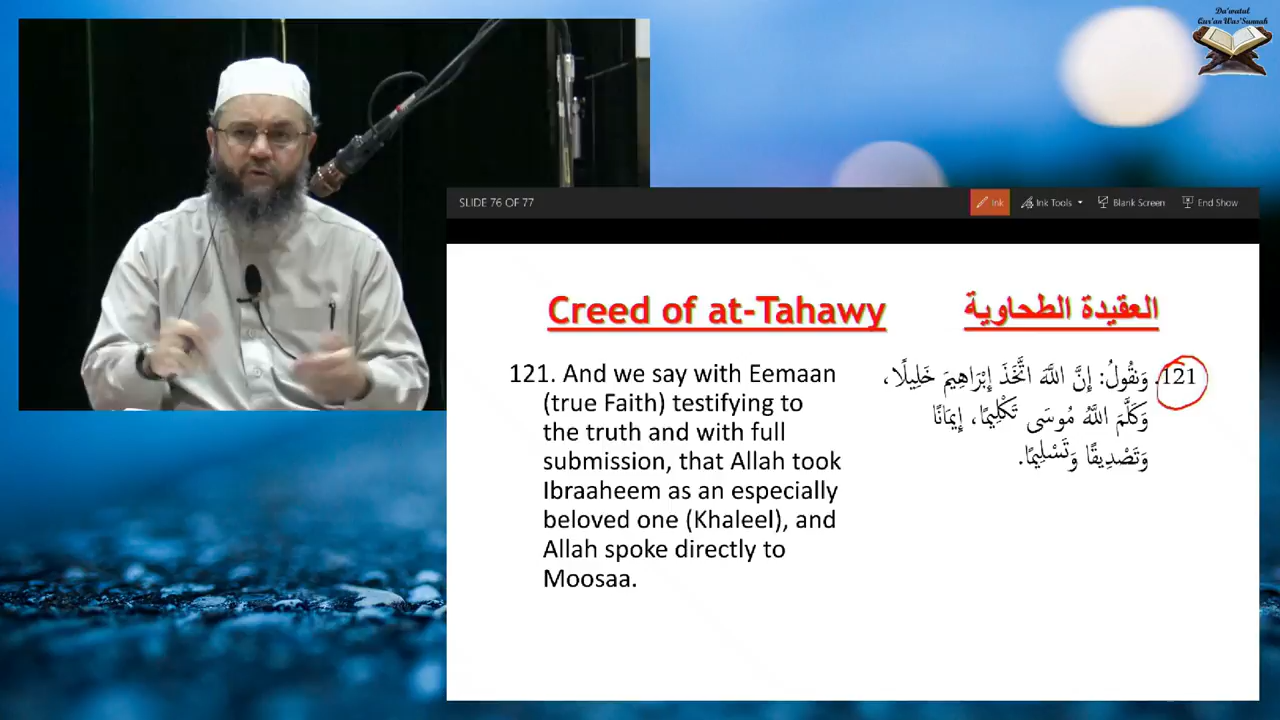 Da'watul
Qur'an Was'Sunnah
SLIDE 76 OF 77
Ink
Ink Tools
Blank Screen
End Show
Creed of at-Tahawy
العقيدة الطحاوية
121. And we say with Eemaan
(true Faith) testifying to
the truth and with full
submission, that Allah took
Ibraaheem as an especially
beloved one (Khaleel), and
Allah spoke directly to
Moosaa.
121. وَنَقُولُ: إِنَّ اللَّهَ اتَّخَذَ إِبْرَاهِيمَ خَلِيلًا،
وَكَلَّمَ اللَّهُ مُوسَى تَكْلِيمًا، إِيمَانًا
وَتَصْدِيقًا وَتَسْلِيمًا.